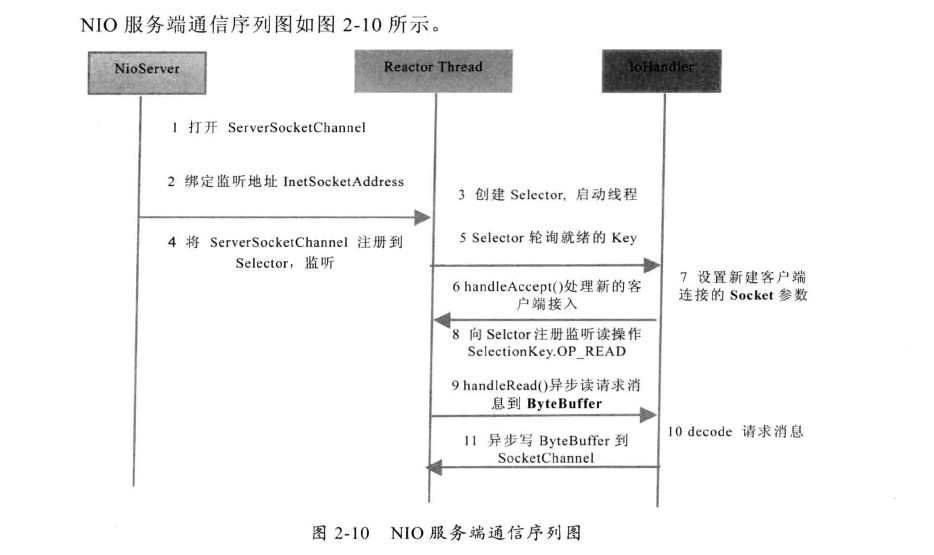 NIO 服务端通信序列图如图 2-10 所示。
NioServer
Reactor Thread
IoHandler
1 打开 ServerSocketChannel
2 绑定监听地址 InetSocketAddress
3 创建 Selector, 启动线程
4 将 ServerSocketChannel 注册到
Selector，监听
5 Selector 轮询就绪的 Key
6 handleAccept()处理新的客
户端接入
7 设置新建客户端
连接的 Socket 参数
8 向 Selctor 注册监听读操作
SelectionKey.OP_READ
9 handleRead()异步读请求消
息到 ByteBuffer
10 decode 请求消息
11 异步写 ByteBuffer 到
SocketChannel
图 2-10 NIO 服务端通信序列图